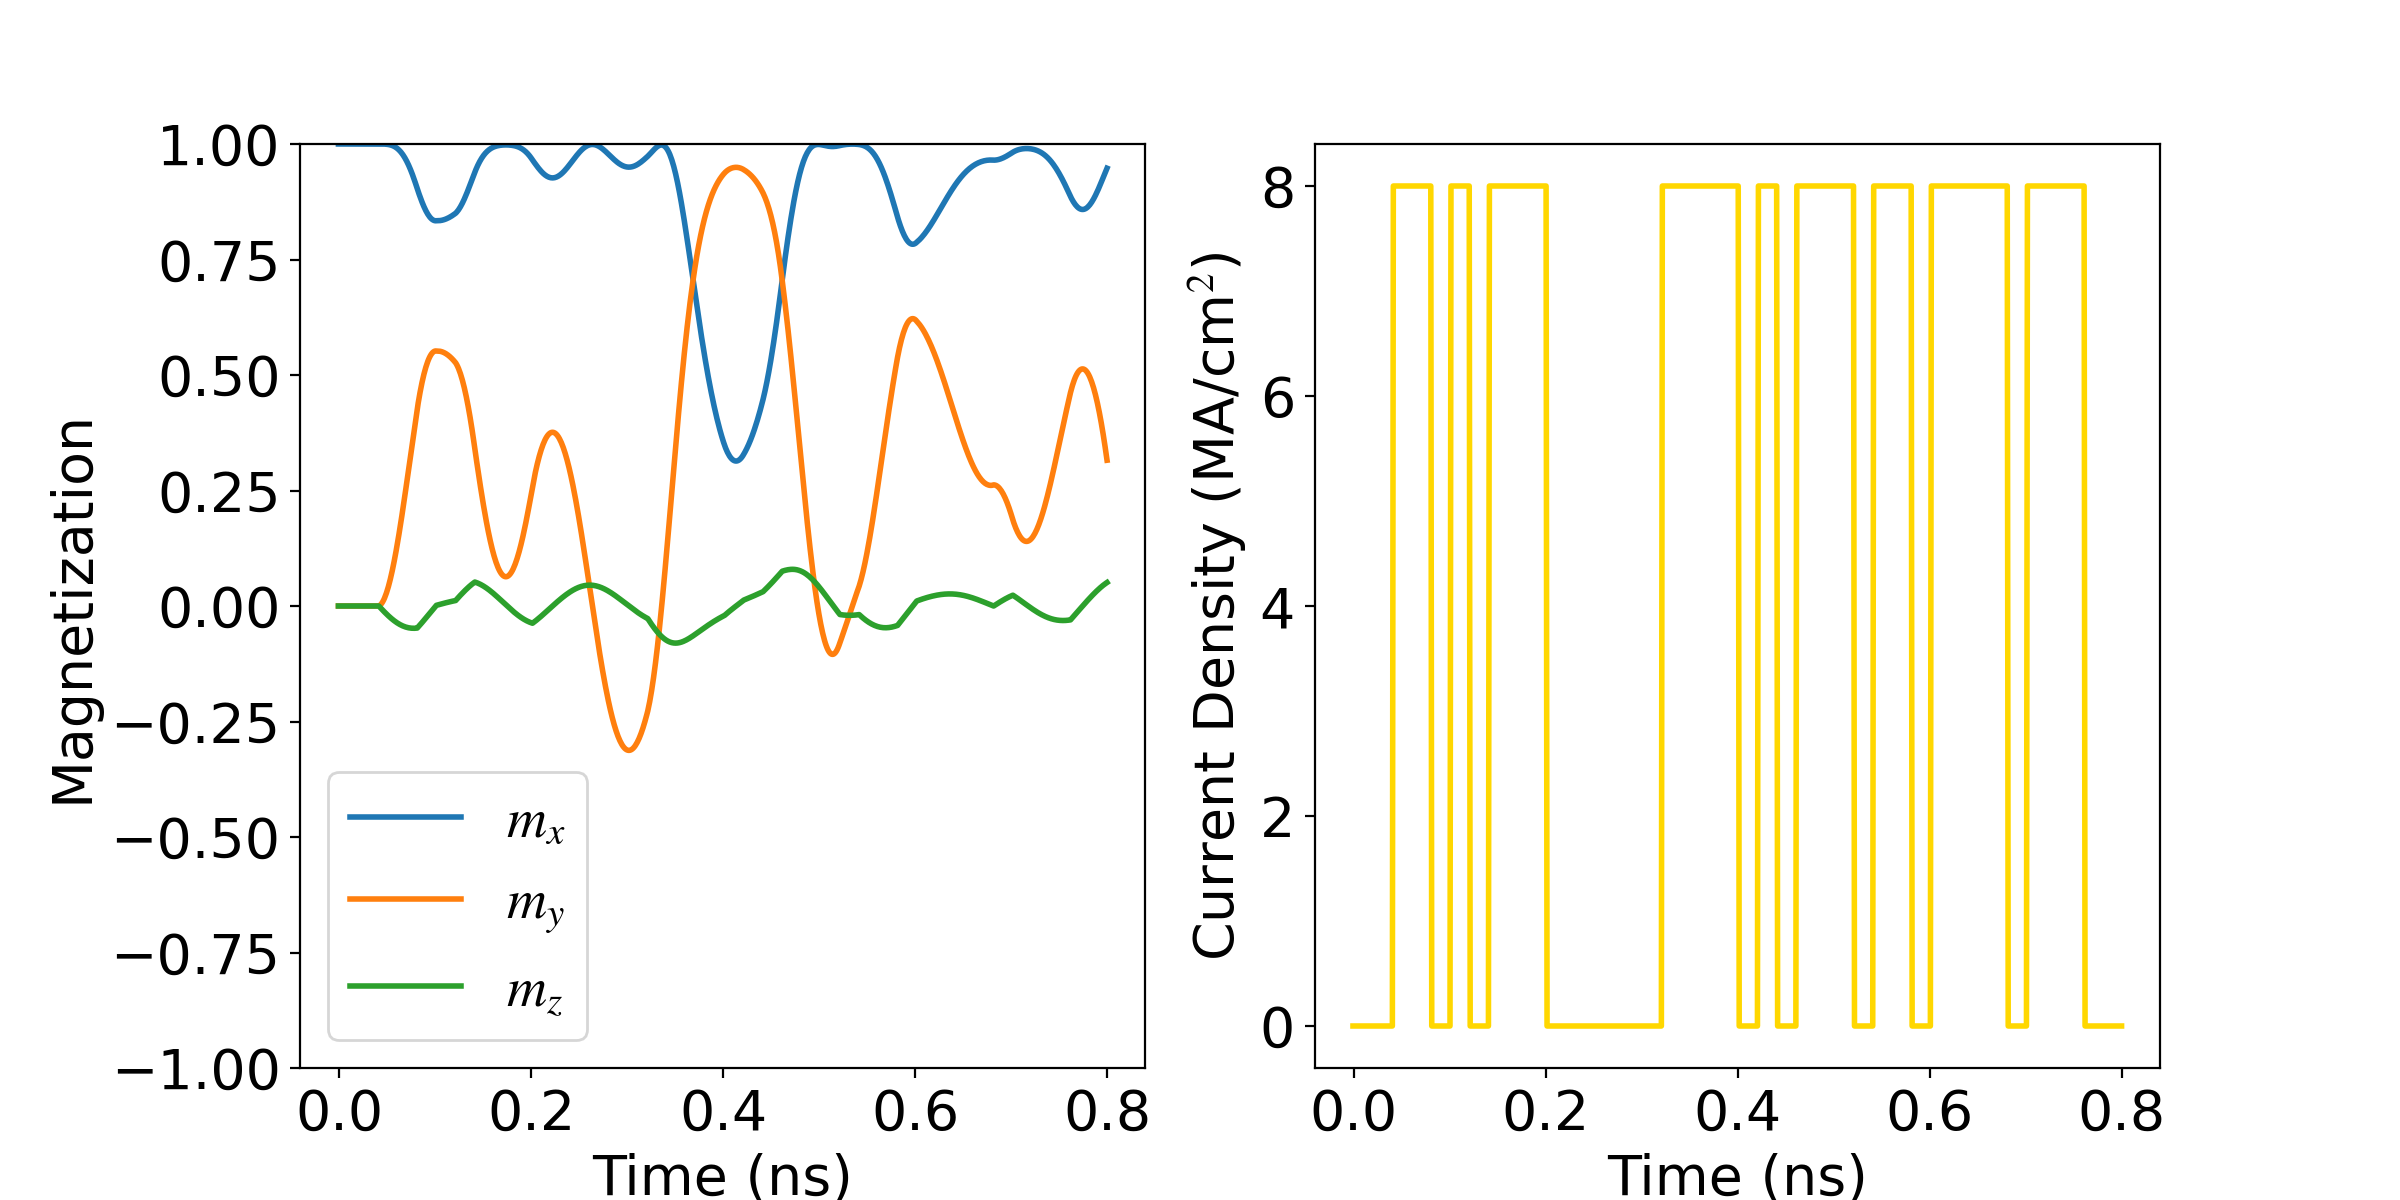 Magnetization
1.00
0.75
0.50
0.25
0.00
−0.25
−0.50
−0.75
−1.00
m_x
m_y
m_z
0.0 0.2 0.4 0.6 0.8
Time (ns)
Current Density (MA/cm²)
8
6
4
2
0
0.0 0.2 0.4 0.6 0.8
Time (ns)